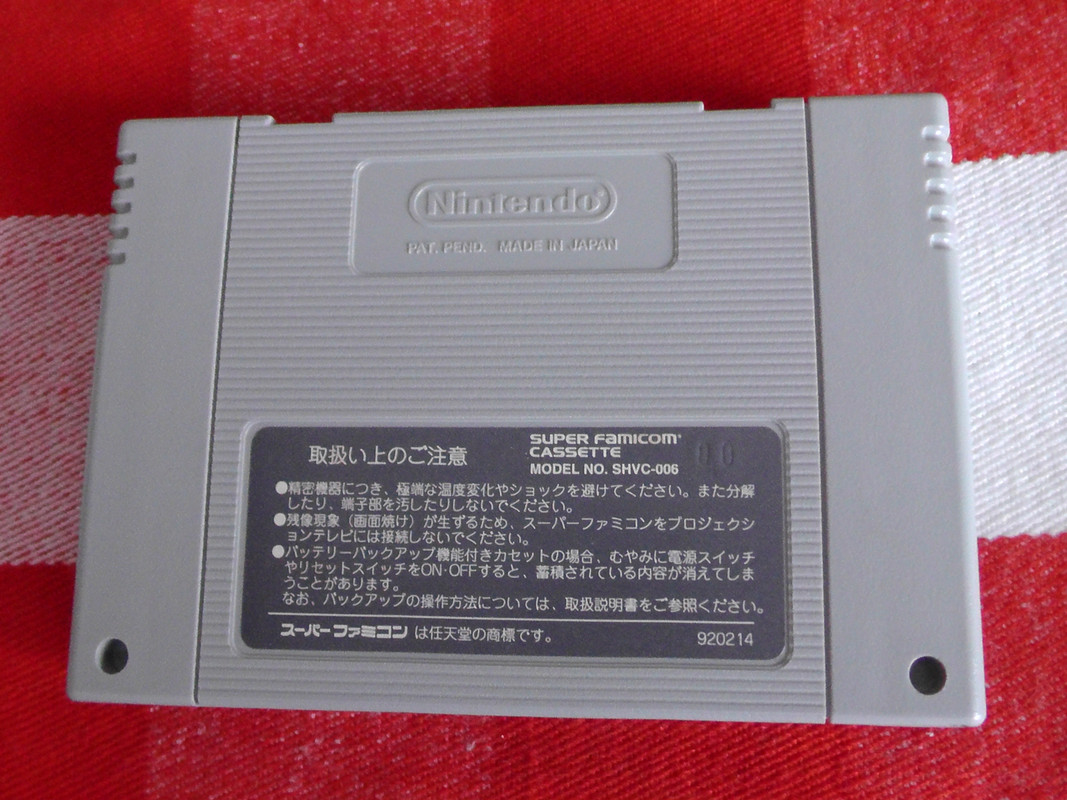 Nintendo®
PAT. PEND. MADE IN JAPAN
取扱い上のご注意
SUPER FAMICOM
CASSETTE
MODEL NO. SHVC-006
00
●精密機器につき、極端な温度変化やショックを避けてください。また分解
したり、端子部を汚したりしないでください。
●残像現象（画面焼け）が生ずるため、スーパーファミコンをプロジェクシ
ョンテレビには接続しないでください。
●バッテリーバックアップ機能付きカセットの場合、むやみに電源スイッチ
やリセットスイッチをON·OFFすると、蓄積されている内容が消えてしま
うことがあります。
なお、バックアップの操作方法については、取扱説明書をご参照ください。
スーパーファミコン は任天堂の商標です。
920214